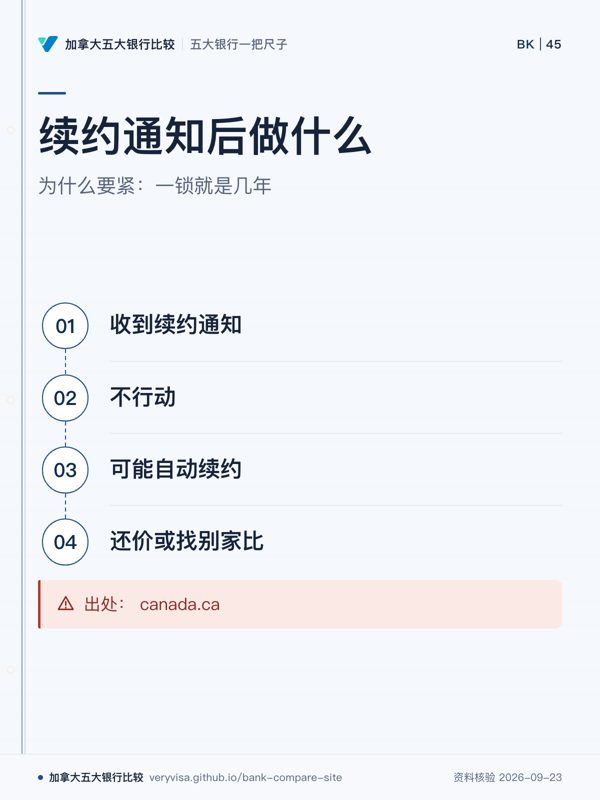 加拿大五大银行比较 | 五大银行一把尺子
BK | 45
续约通知后做什么
为什么要紧：一锁就是几年
01 收到续约通知
02 不行动
03 可能自动续约
04 还价或找别家比
出处： canada.ca
加拿大五大银行比较 veryvisa.github.io/bank-compare-site
资料核验 2026-09-23